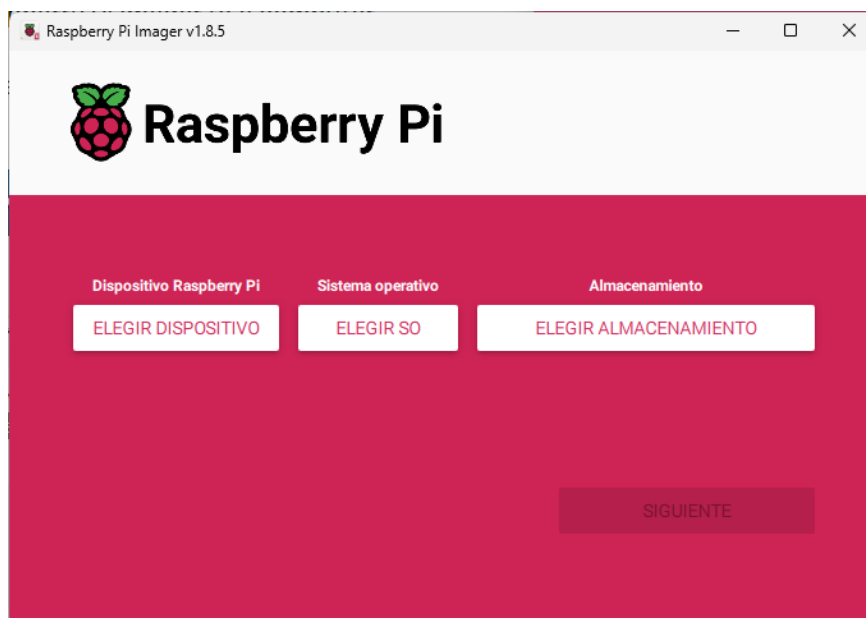 Raspberry Pi Imager v1.8.5
Raspberry Pi
Dispositivo Raspberry Pi
Sistema operativo
Almacenamiento
ELEGIR DISPOSITIVO
ELEGIR SO
ELEGIR ALMACENAMIENTO
SIGUIENTE